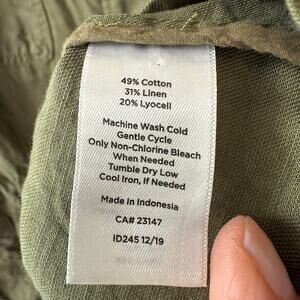 49% Cotton
31% Linen
20% Lyocell
Machine Wash Cold
Gentle Cycle
Only Non-Chlorine Bleach
When Needed
Tumble Dry Low
Cool Iron, If Needed
Made in Indonesia
CA# 23147
ID245 12/19